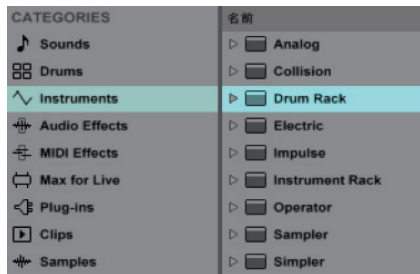 CATEGORIES
Sounds
Drums
Instruments
Audio Effects
MIDI Effects
Max for Live
Plug-ins
Clips
Samples
名前
Analog
Collision
Drum Rack
Electric
Impulse
Instrument Rack
Operator
Sampler
Simpler